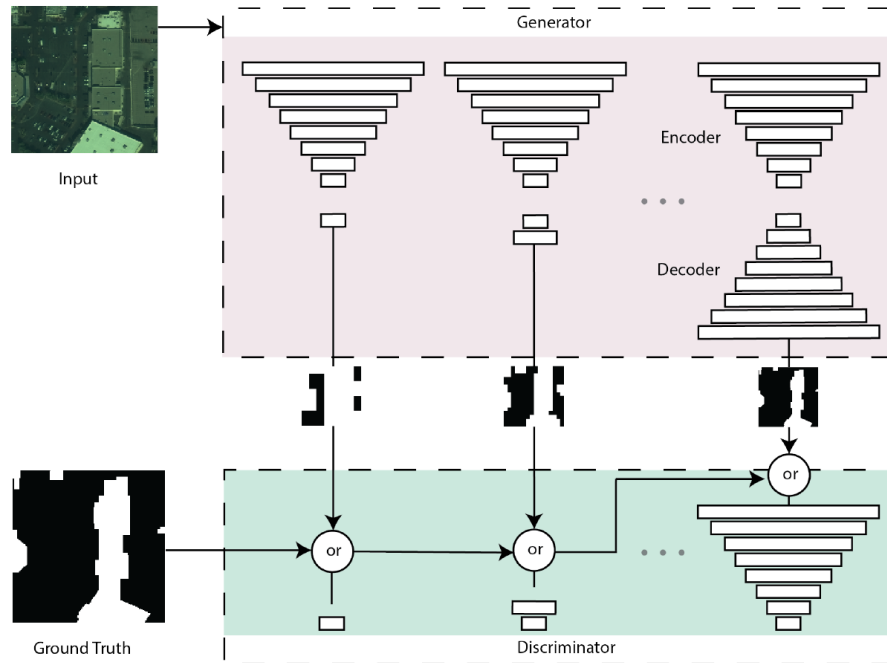 Generator
Encoder
Input
Decoder
or
or
or
Ground Truth
Discriminator